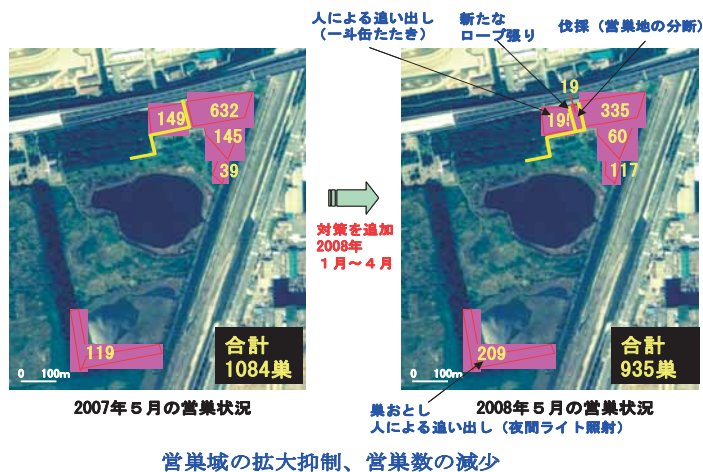 人による追い出し
(一斗缶たたき)
新たな
ロープ張り
伐採(営巣地の分断)
149
632
145
39
119
合計
1084巣
0 100m
2007年5月の営巣状況
対策を追加
2008年
1月~4月
19
195
335
60
117
209
合計
935巣
0 100m
2008年5月の営巣状況
巣おとし
人による追い出し(夜間ライト照射)
営巣域の拡大抑制、営巣数の減少